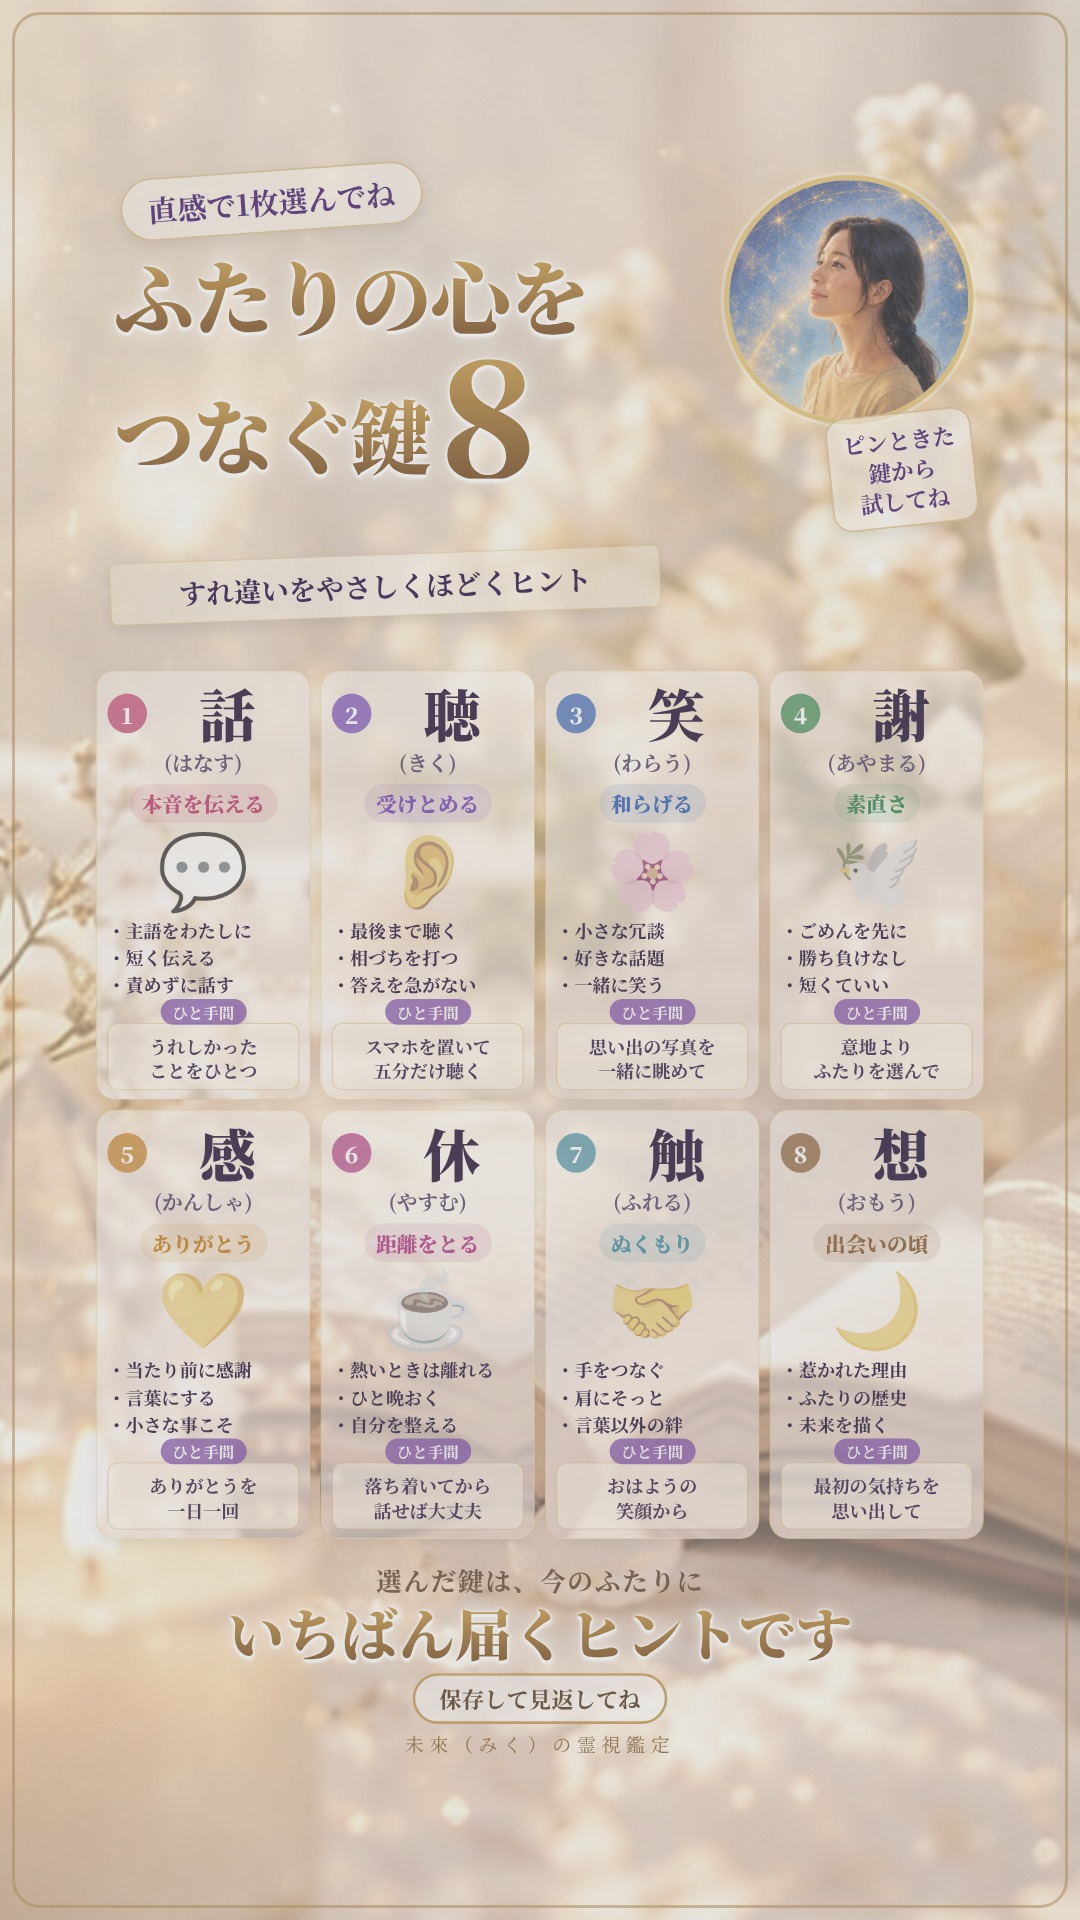 直感で1枚選んでね
ふたりの心を
つなぐ鍵8
ピンときた
鍵から
試してね
すれ違いをやさしくほどくヒント
1
話
(はなす)
本音を伝える
・主語をわたしに
・短く伝える
・責めずに話す
ひと手間
うれしかった
ことをひとつ
2
聴
(きく)
受けとめる
・最後まで聴く
・相づちを打つ
・答えを急がない
ひと手間
スマホを置いて
五分だけ聴く
3
笑
(わらう)
和らげる
・小さな冗談
・好きな話題
・一緒に笑う
ひと手間
思い出の写真を
一緒に眺めて
4
謝
(あやまる)
素直さ
・ごめんを先に
・勝ち負けなし
・短くていい
ひと手間
意地より
ふたりを選んで
5
感
(かんしゃ)
ありがとう
・当たり前に感謝
・言葉にする
・小さな事こそ
ひと手間
ありがとうを
一日一回
6
休
(やすむ)
距離をとる
・熱いときは離れる
・ひと晩おく
・自分を整える
ひと手間
落ち着いてから
話せば大丈夫
7
触
(ふれる)
ぬくもり
・手をつなぐ
・肩にそっと
・言葉以外の絆
ひと手間
おはようの
笑顔から
8
想
(おもう)
出会いの頃
・惹かれた理由
・ふたりの歴史
・未来を描く
ひと手間
最初の気持ちを
思い出して
選んだ鍵は、今のふたりに
いちばん届くヒントです
保存して見返してね
未來（みく）の霊視鑑定